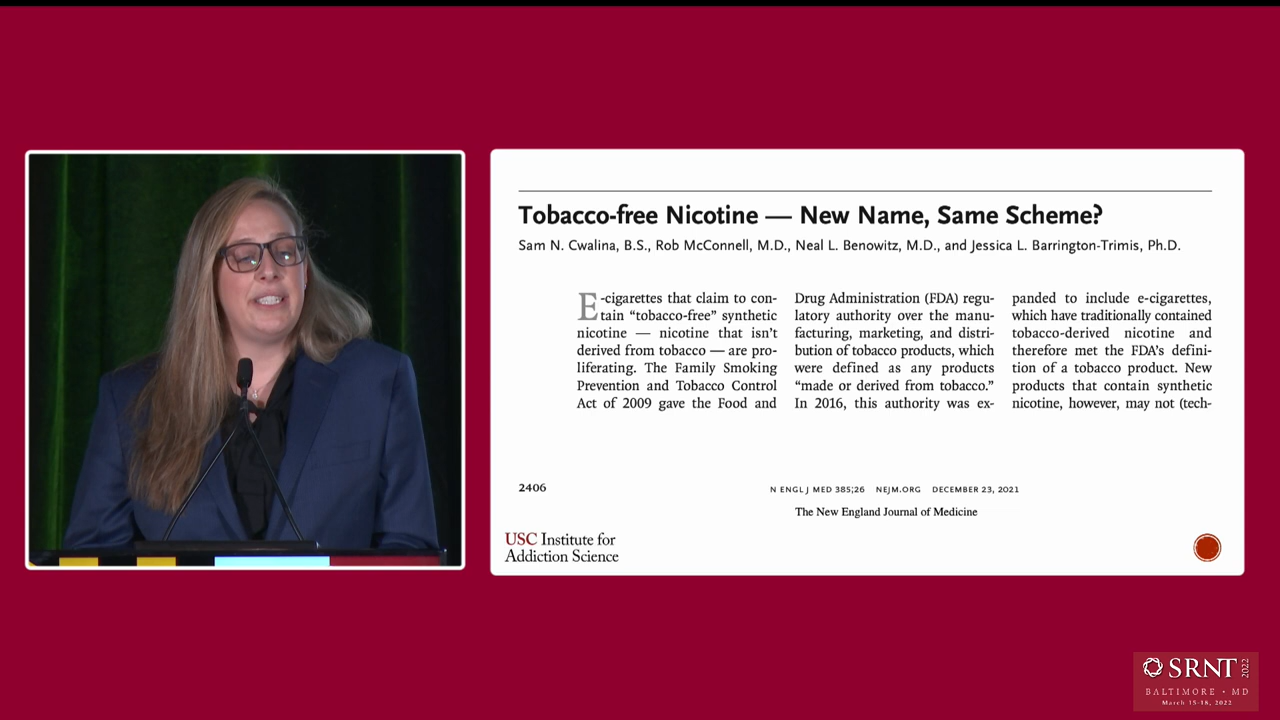 Tobacco-free Nicotine — New Name, Same Scheme?
Sam N. Cwalina, B.S., Rob McConnell, M.D., Neal L. Benowitz, M.D., and Jessica L. Barrington-Trimis, Ph.D.
E-cigarettes that claim to con-
tain “tobacco-free” synthetic
nicotine — nicotine that isn’t
derived from tobacco — are pro-
liferating. The Family Smoking
Prevention and Tobacco Control
Act of 2009 gave the Food and
Drug Administration (FDA) regu-
latory authority over the manu-
facturing, marketing, and distri-
bution of tobacco products, which
were defined as any products
“made or derived from tobacco.”
In 2016, this authority was ex-
panded to include e-cigarettes,
which have traditionally contained
tobacco-derived nicotine and
therefore met the FDA’s defini-
tion of a tobacco product. New
products that contain synthetic
nicotine, however, may not (tech-
2406
N ENGL J MED 385;26 NEJM.ORG DECEMBER 23, 2021
The New England Journal of Medicine
USC Institute for
Addiction Science
SRNT 2022
BALTIMORE • MD
March 15-18, 2022